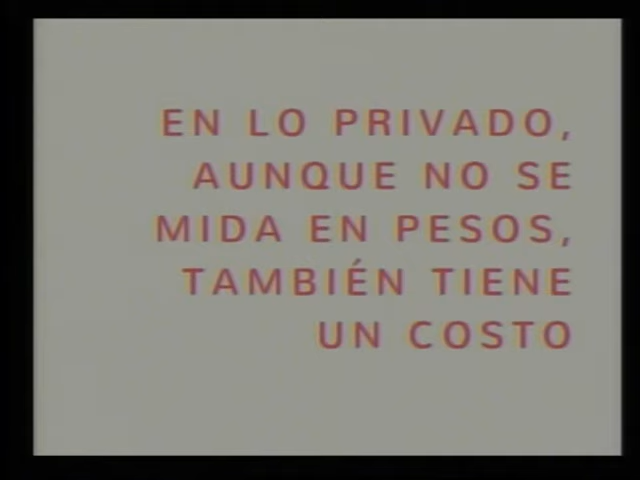 EN LO PRIVADO,
AUNQUE NO SE
MIDA EN PESOS,
TAMBIÉN TIENE
UN COSTO